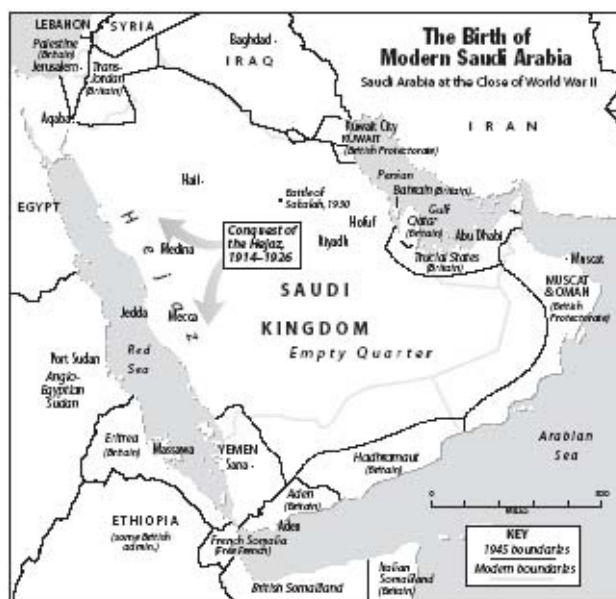 The Birth of
Modern Saudi Arabia
Saudi Arabia at the Close of World War II
LEBANON
SYRIA
Palestine
(Britain)
Jerusalem
Trans-
Jordan
(Britain)
Baghdad
IRAQ
IRAN
Aqaba
Kuwait City
KUWAIT
(British Protectorate)
EGYPT
Hail
Battle of
Sabalah, 1930
Persian
Gulf
Bahrain (Britain)
Hejaz
Conquest of
the Hejaz,
1914–1926
Hofuf
Riyadh
Qatar
(Britain)
Abu Dhabi
Trucial States
(Britain)
Muscat
MUSCAT
& OMAN
(British
Protectorate)
Medina
SAUDI
KINGDOM
Empty Quarter
Jedda
Mecca
Red
Sea
Port Sudan
Anglo-
Egyptian
Sudan
Eritrea
(Britain)
Massawa
YEMEN
Sana
Hadhramaut
(Britain)
Arabian
Sea
Aden
(Britain)
Aden
ETHIOPIA
(some British
admin.)
French Somalia
(Free French)
British Somaliland
Italian
Somaliland
(Britain)
0
MILES
KEY
1945 boundaries
Modern boundaries